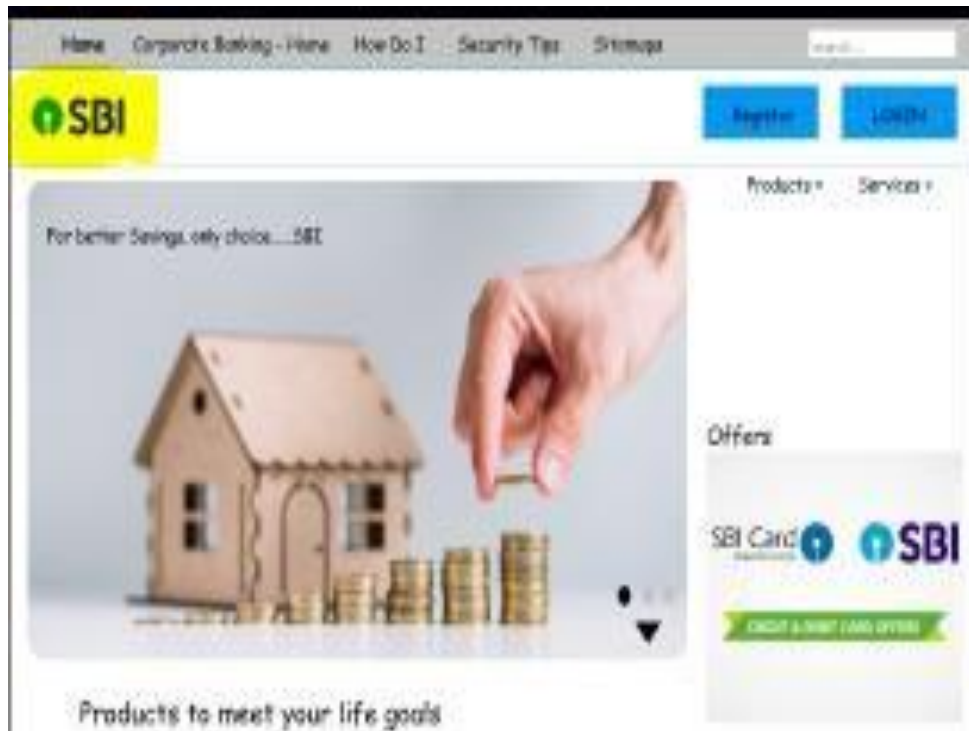 Home Corporate Banking - Home How Do I Security Tips Sitemaps
SBI
Register LOGIN
Products Services
For better Savings, only choice.....SBI
Offers
SBI Card SBI
CREDIT & DEBIT CARD OFFERS
Products to meet your life goals